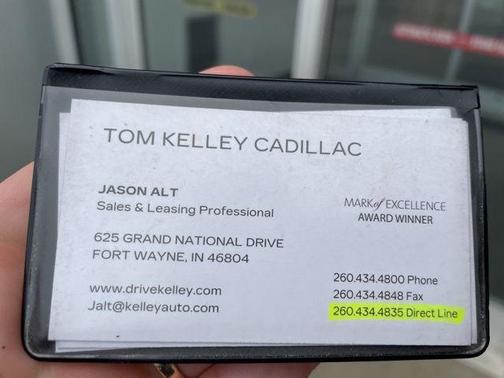 TOM KELLEY CADILLAC
JASON ALT
Sales & Leasing Professional
MARK of EXCELLENCE
AWARD WINNER
625 GRAND NATIONAL DRIVE
FORT WAYNE, IN 46804
www.drivekelley.com
Jalt@kelleyauto.com
260.434.4800 Phone
260.434.4848 Fax
260.434.4835 Direct Line